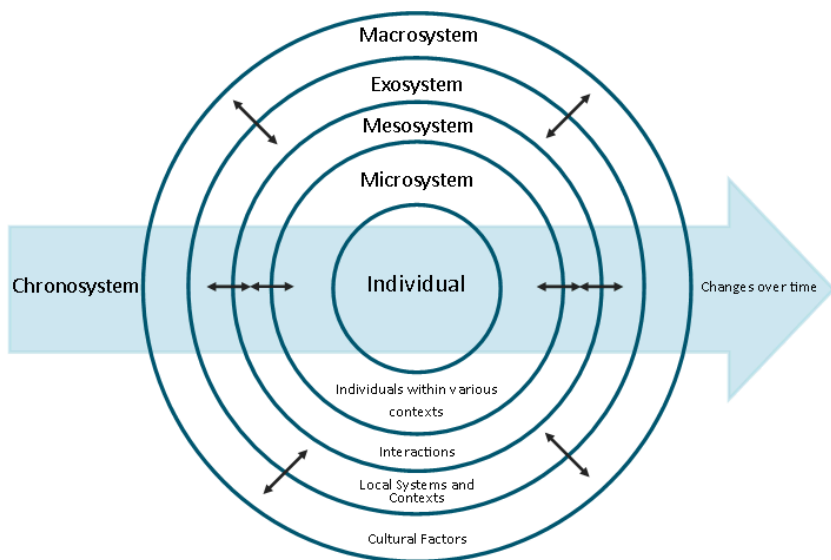 Macrosystem
Exosystem
Mesosystem
Microsystem
Chronosystem
Individual
Changes over time
Individuals within various
contexts
Interactions
Local Systems and
Contexts
Cultural Factors